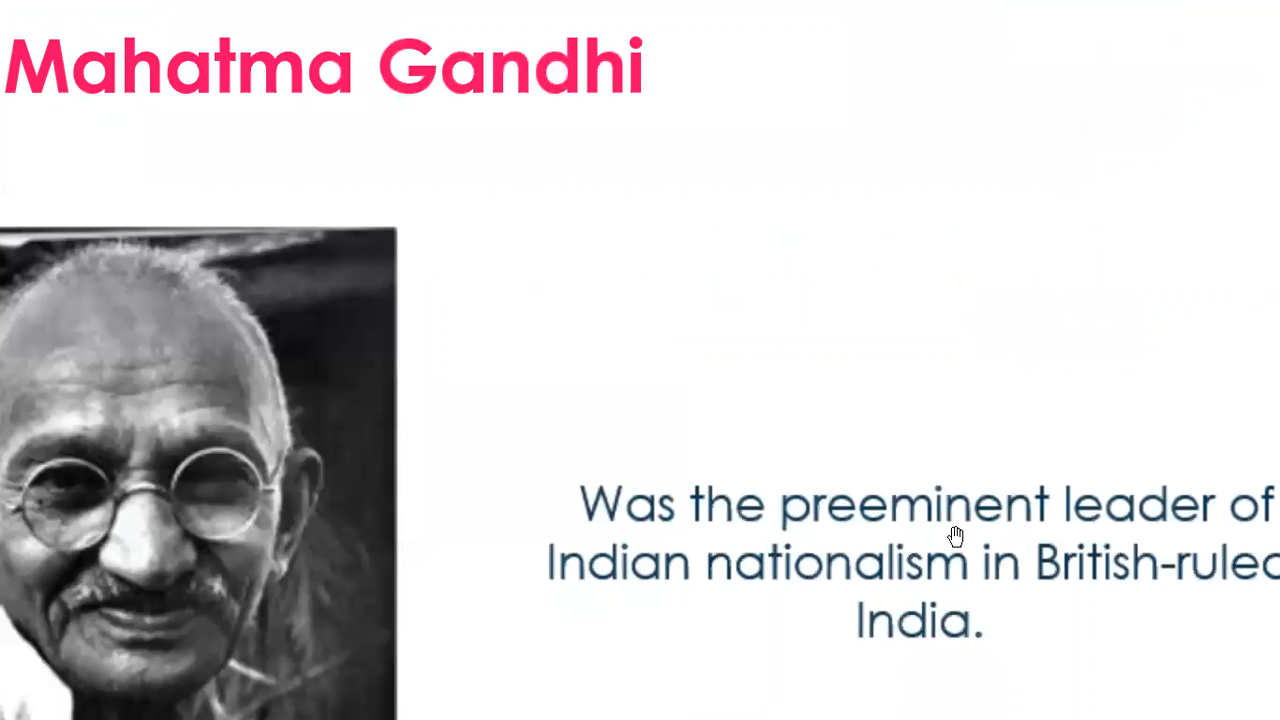 Mahatma Gandhi
Was the preeminent leader of
Indian nationalism in British-ruled
India.